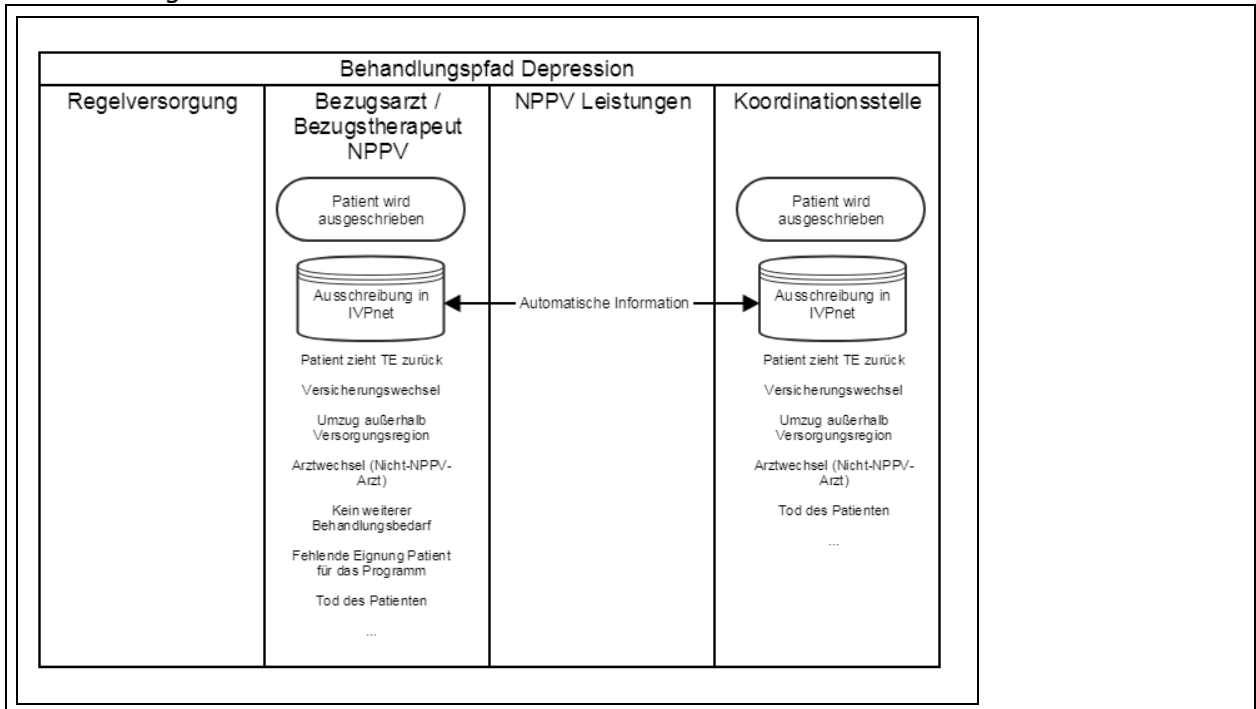 Behandlungspfad Depression
Regelversorgung
Bezugsarzt /
Bezugstherapeut
NPPV
NPPV Leistungen
Koordinationsstelle
Patient wird
ausgeschrieben
Patient wird
ausgeschrieben
Ausschreibung in
IVPnet
Automatische Information
Ausschreibung in
IVPnet
Patient zieht TE zurück
Versicherungswechsel
Umzug außerhalb
Versorgungsregion
Arztwechsel (Nicht-NPPV-
Arzt)
Kein weiterer
Behandlungsbedarf
Fehlende Eignung Patient
für das Programm
Tod des Patienten
...
Patient zieht TE zurück
Versicherungswechsel
Umzug außerhalb
Versorgungsregion
Arztwechsel (Nicht-NPPV-
Arzt)
Tod des Patienten
...